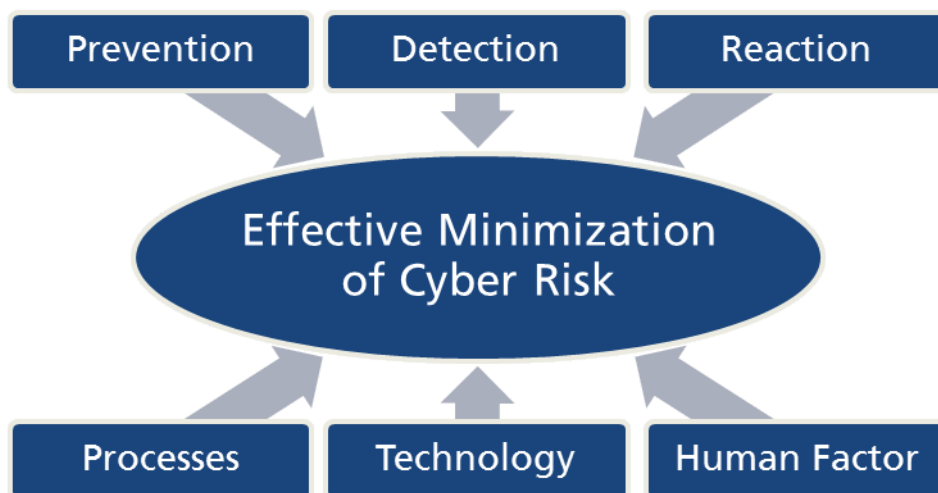 Prevention
Detection
Reaction
Effective Minimization
of Cyber Risk
Processes
Technology
Human Factor